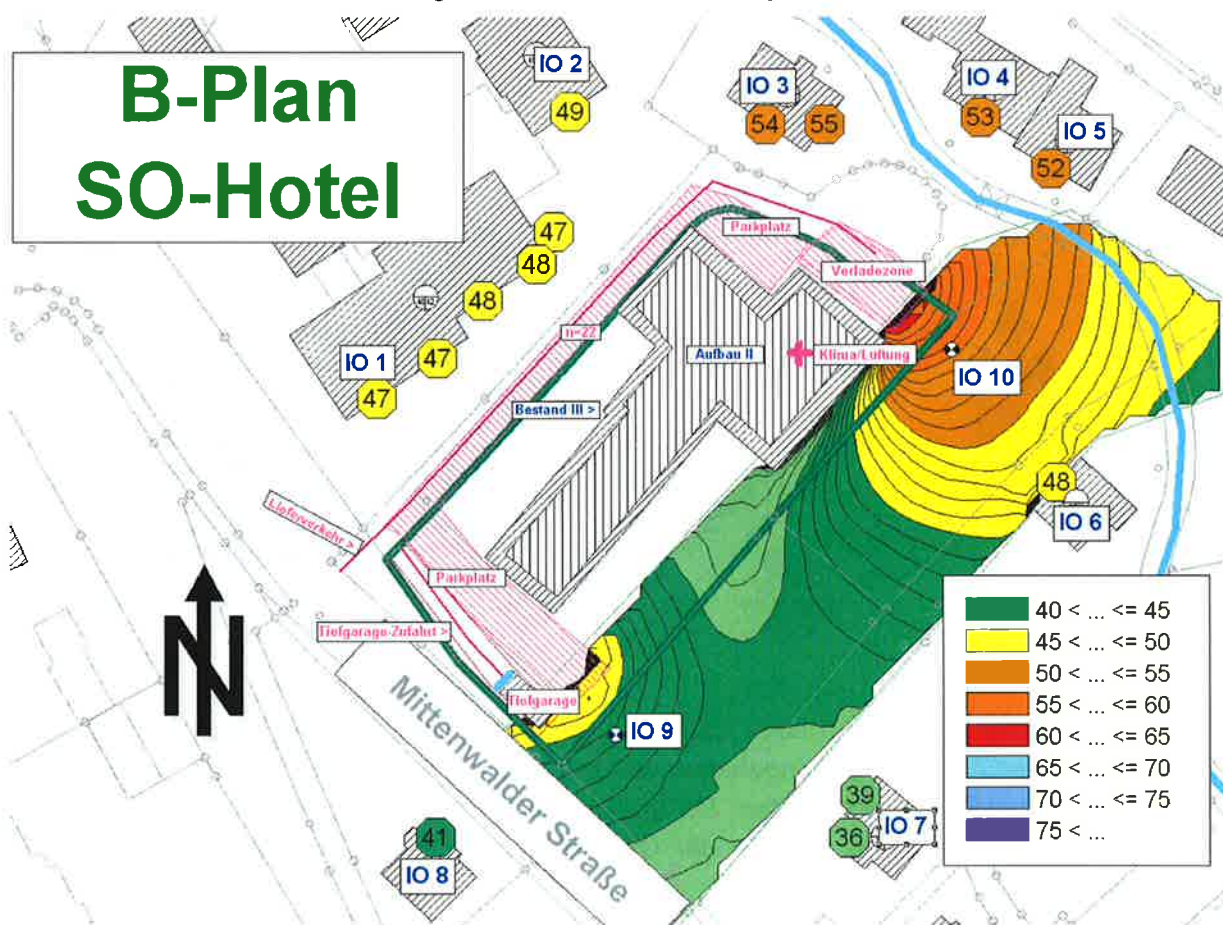 B-Plan
SO-Hotel
IO 2
49
IO 3
54
55
IO 4
53
IO 5
52
47
48
48
47
IO 1
47
Parkplatz
Verladezone
n=22
Aufbau II
Klima/Lüftung
IO 10
Bestand III >
48
IO 6
Lieferverkehr >
Parkplatz
Tiefgarage-Zufahrt >
Tiefgarage
N
Mittenwalder Straße
IO 9
39
IO 7
36
41
IO 8
40 < ... <= 45
45 < ... <= 50
50 < ... <= 55
55 < ... <= 60
60 < ... <= 65
65 < ... <= 70
70 < ... <= 75
75 < ...